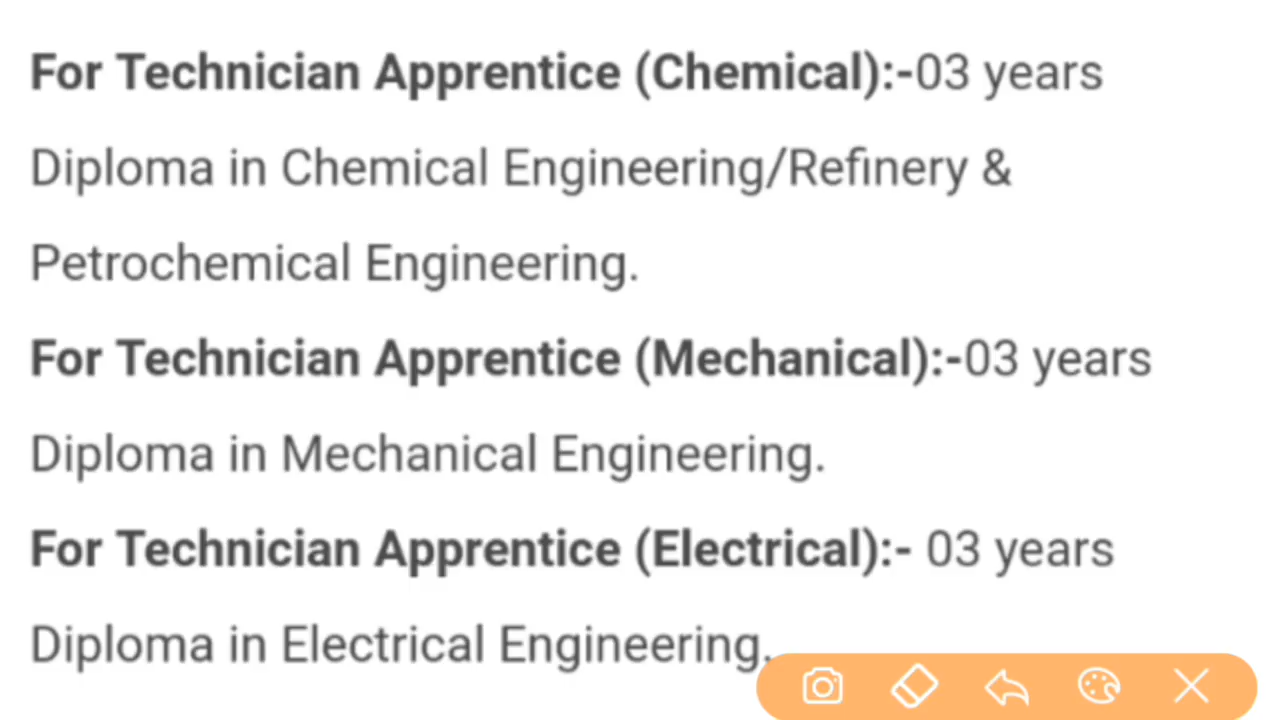 For Technician Apprentice (Chemical):-03 years
Diploma in Chemical Engineering/Refinery &
Petrochemical Engineering.
For Technician Apprentice (Mechanical):-03 years
Diploma in Mechanical Engineering.
For Technician Apprentice (Electrical):- 03 years
Diploma in Electrical Engineering.